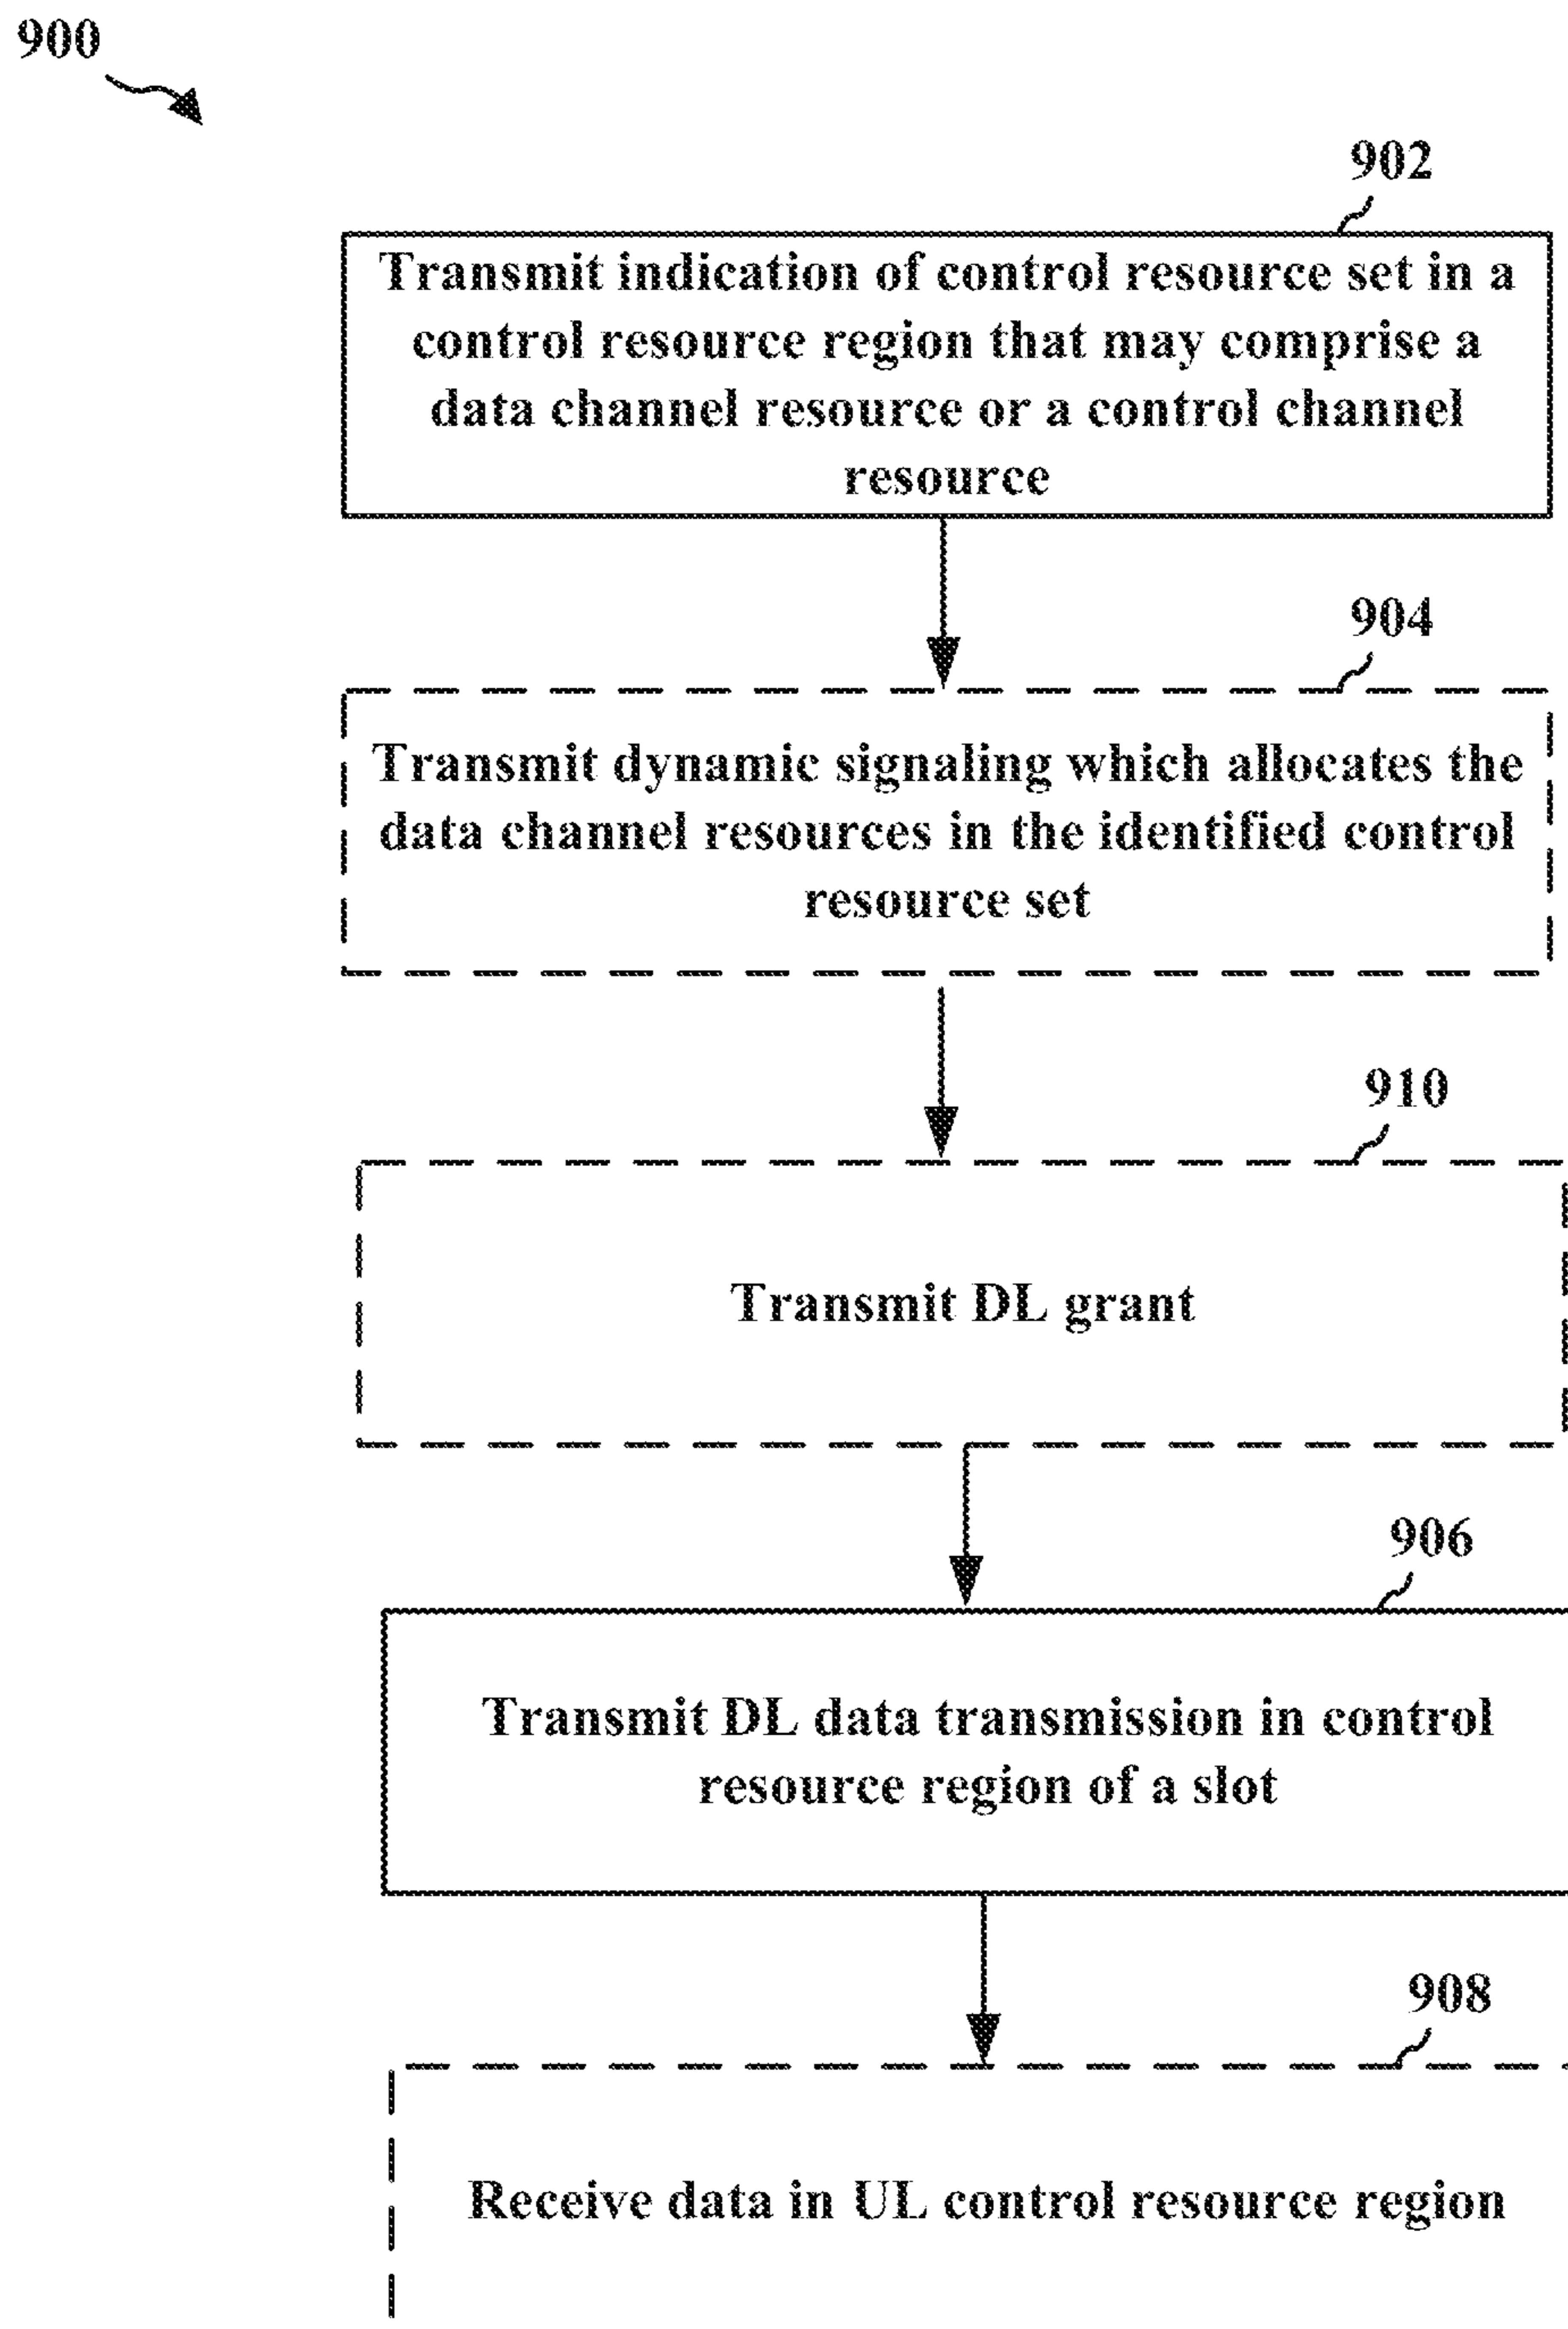 900
902
Transmit indication of control resource set in a
control resource region that may comprise a
data channel resource or a control channel
resource
904
Transmit dynamic signaling which allocates the
data channel resources in the identified control
resource set
910
Transmit DL grant
906
Transmit DL data transmission in control
resource region of a slot
908
Receive data in UL control resource region